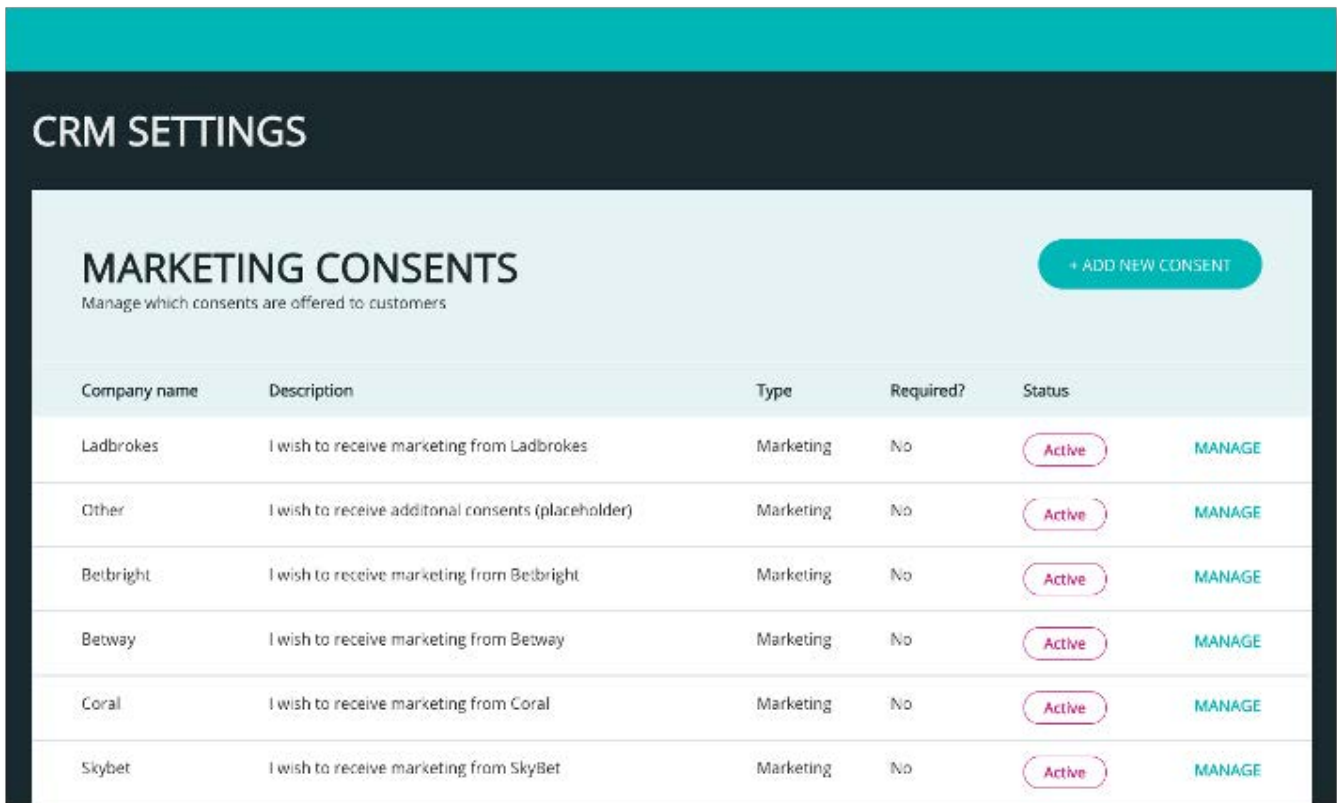 CRM SETTINGS
MARKETING CONSENTS
+ ADD NEW CONSENT
Manage which consents are offered to customers
Company name Description Type Required? Status
Ladbrokes I wish to receive marketing from Ladbrokes Marketing No Active MANAGE
Other I wish to receive additonal consents (placeholder) Marketing No Active MANAGE
Betbright I wish to receive marketing from Betbright Marketing No Active MANAGE
Betway I wish to receive marketing from Betway Marketing No Active MANAGE
Coral I wish to receive marketing from Coral Marketing No Active MANAGE
Skybet I wish to receive marketing from SkyBet Marketing No Active MANAGE